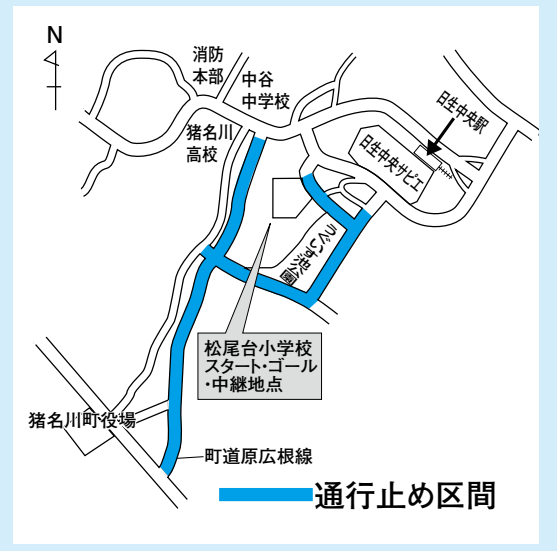 N
消防
本部
中谷
中学校
猪名川
高校
日生中央駅
日生中央サピエ
うぐいす池公園
松尾台小学校
スタート・ゴール
・中継地点
猪名川町役場
町道原広根線
通行止め区間